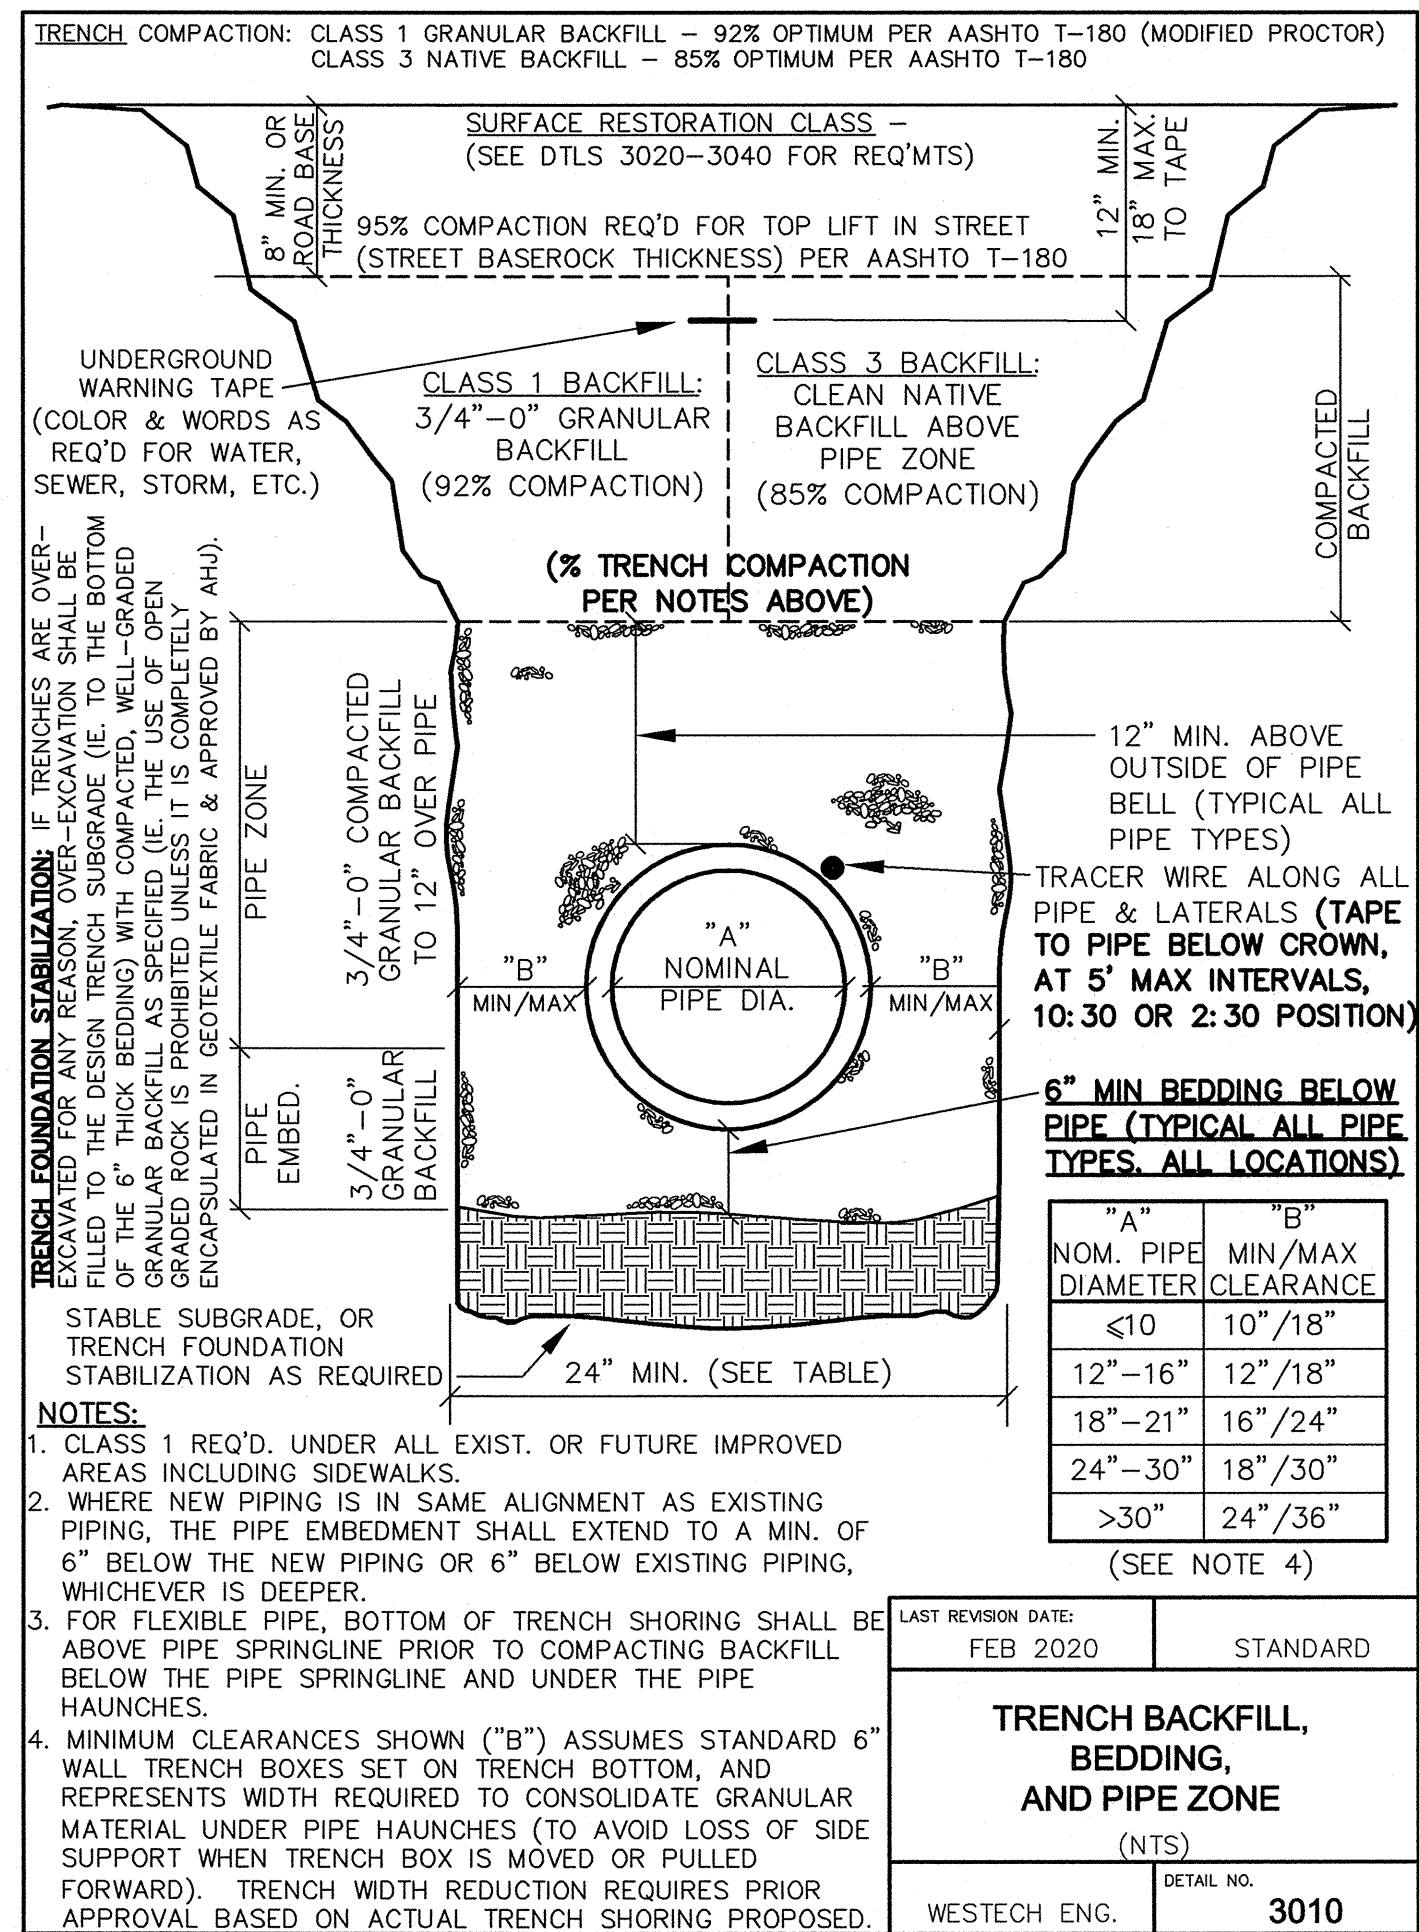 TRENCH COMPACTION: CLASS 1 GRANULAR BACKFILL – 92% OPTIMUM PER AASHTO T–180 (MODIFIED PROCTOR)
CLASS 3 NATIVE BACKFILL – 85% OPTIMUM PER AASHTO T–180
8" MIN. OR
ROAD BASE
THICKNESS
SURFACE RESTORATION CLASS –
(SEE DTLS 3020–3040 FOR REQ'MTS)
12" MIN.
18" MAX.
TO TAPE
95% COMPACTION REQ'D FOR TOP LIFT IN STREET
(STREET BASEROCK THICKNESS) PER AASHTO T–180
UNDERGROUND
WARNING TAPE
(COLOR & WORDS AS
REQ'D FOR WATER,
SEWER, STORM, ETC.)
CLASS 1 BACKFILL:
3/4"–0" GRANULAR
BACKFILL
(92% COMPACTION)
CLASS 3 BACKFILL:
CLEAN NATIVE
BACKFILL ABOVE
PIPE ZONE
(85% COMPACTION)
COMPACTED
BACKFILL
(% TRENCH COMPACTION
PER NOTES ABOVE)
TRENCH FOUNDATION STABILIZATION: IF TRENCHES ARE OVER–
EXCAVATED FOR ANY REASON, OVER–EXCAVATION SHALL BE
FILLED TO THE DESIGN TRENCH SUBGRADE (IE. TO THE BOTTOM
OF THE 6" THICK BEDDING) WITH COMPACTED, WELL–GRADED
GRANULAR BACKFILL AS SPECIFIED (IE. THE USE OF OPEN
GRADED ROCK IS PROHIBITED UNLESS IT IS COMPLETELY
ENCAPSULATED IN GEOTEXTILE FABRIC & APPROVED BY AHJ).
PIPE ZONE
3/4"–0" COMPACTED
GRANULAR BACKFILL
TO 12" OVER PIPE
12" MIN. ABOVE
OUTSIDE OF PIPE
BELL (TYPICAL ALL
PIPE TYPES)
TRACER WIRE ALONG ALL
PIPE & LATERALS (TAPE
TO PIPE BELOW CROWN,
AT 5' MAX INTERVALS,
10:30 OR 2:30 POSITION)
"B"
MIN/MAX
"A"
NOMINAL
PIPE DIA.
"B"
MIN/MAX
PIPE
EMBED.
3/4"–0"
GRANULAR
BACKFILL
6" MIN BEDDING BELOW
PIPE (TYPICAL ALL PIPE
TYPES, ALL LOCATIONS)
STABLE SUBGRADE, OR
TRENCH FOUNDATION
STABILIZATION AS REQUIRED
24" MIN. (SEE TABLE)
"A" "B"
NOM. PIPE MIN/MAX
DIAMETER CLEARANCE
≤10 10"/18"
12"–16" 12"/18"
18"–21" 16"/24"
24"–30" 18"/30"
>30" 24"/36"
(SEE NOTE 4)
NOTES:
1. CLASS 1 REQ'D. UNDER ALL EXIST. OR FUTURE IMPROVED
AREAS INCLUDING SIDEWALKS.
2. WHERE NEW PIPING IS IN SAME ALIGNMENT AS EXISTING
PIPING, THE PIPE EMBEDMENT SHALL EXTEND TO A MIN. OF
6" BELOW THE NEW PIPING OR 6" BELOW EXISTING PIPING,
WHICHEVER IS DEEPER.
3. FOR FLEXIBLE PIPE, BOTTOM OF TRENCH SHORING SHALL BE
ABOVE PIPE SPRINGLINE PRIOR TO COMPACTING BACKFILL
BELOW THE PIPE SPRINGLINE AND UNDER THE PIPE
HAUNCHES.
4. MINIMUM CLEARANCES SHOWN ("B") ASSUMES STANDARD 6"
WALL TRENCH BOXES SET ON TRENCH BOTTOM, AND
REPRESENTS WIDTH REQUIRED TO CONSOLIDATE GRANULAR
MATERIAL UNDER PIPE HAUNCHES (TO AVOID LOSS OF SIDE
SUPPORT WHEN TRENCH BOX IS MOVED OR PULLED
FORWARD). TRENCH WIDTH REDUCTION REQUIRES PRIOR
APPROVAL BASED ON ACTUAL TRENCH SHORING PROPOSED.
LAST REVISION DATE:
FEB 2020
STANDARD
TRENCH BACKFILL,
BEDDING,
AND PIPE ZONE
(NTS)
WESTECH ENG.
DETAIL NO.
3010